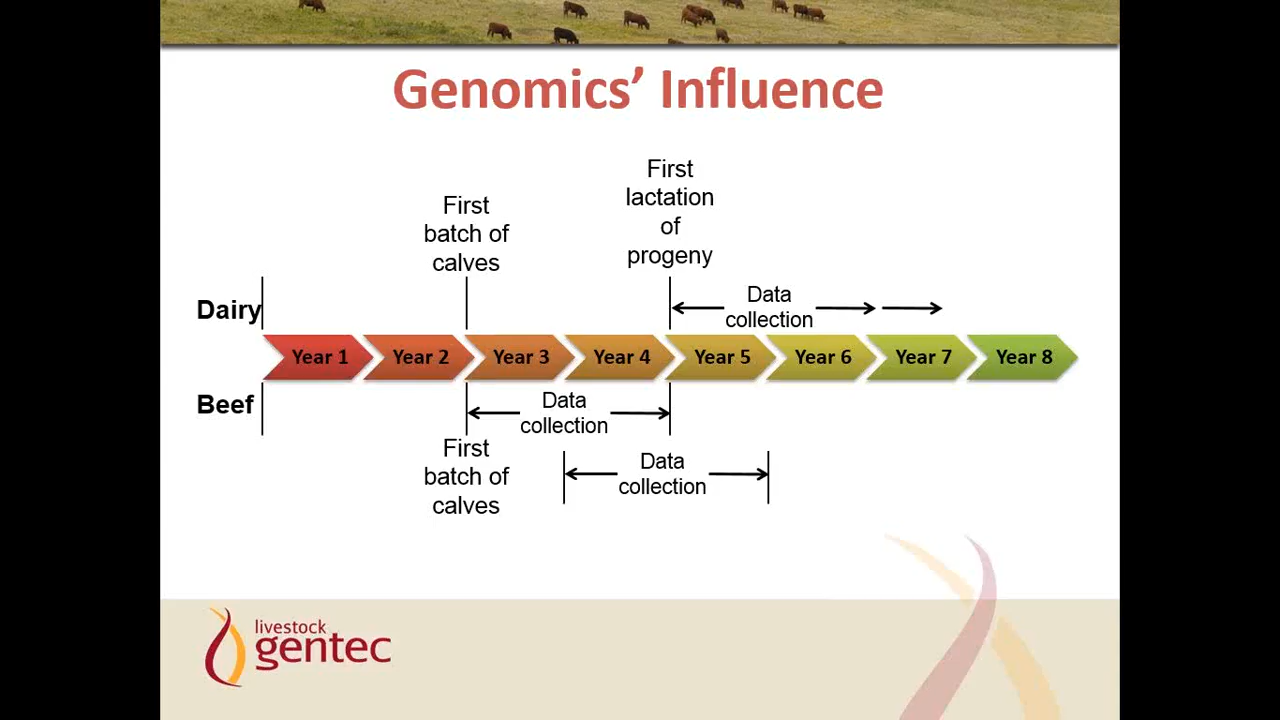 Genomics’ Influence
First
lactation
of
progeny
First
batch of
calves
Dairy
Data
collection
Year 1
Year 2
Year 3
Year 4
Year 5
Year 6
Year 7
Year 8
Beef
Data
collection
First
batch of
calves
Data
collection
livestock
gentec